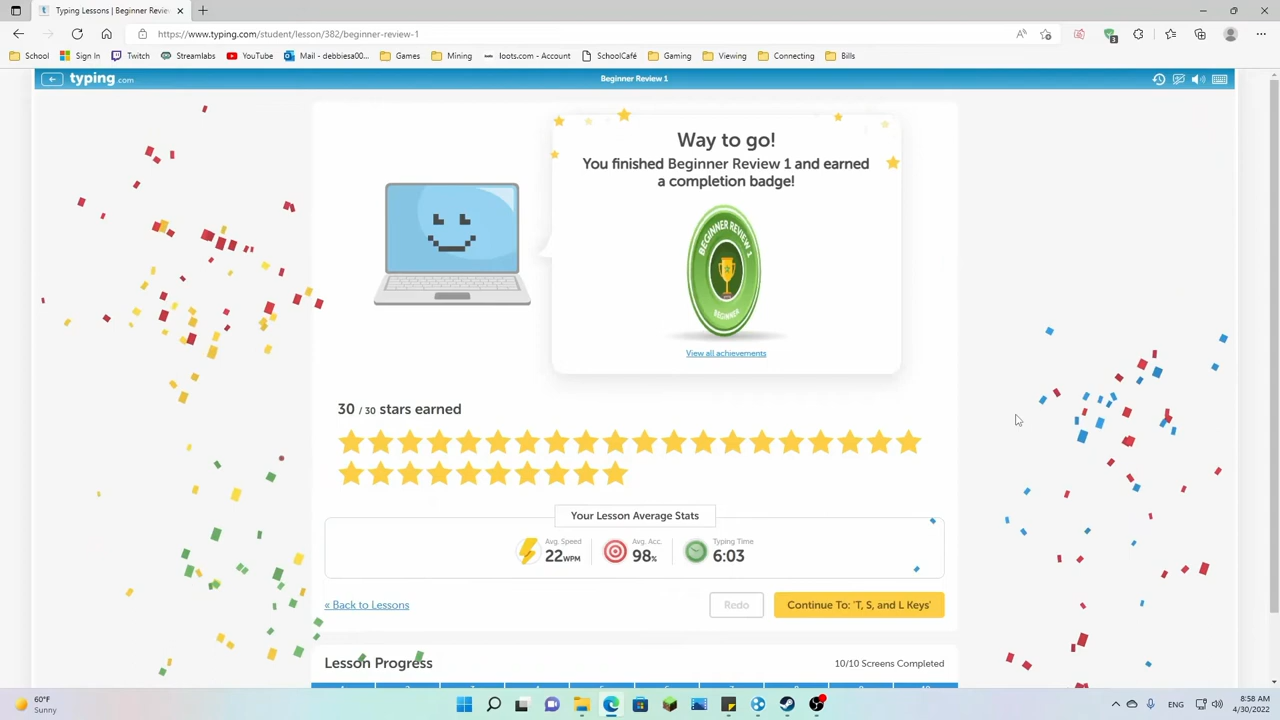 Typing Lessons | Beginner Review
https://www.typing.com/student/lesson/382/beginner-review-1
School Sign In Twitch Streamlabs YouTube Mail - debbiesa00... Games Mining loots.com - Account SchoolCafé Gaming Viewing Connecting Bills
typing.com Beginner Review 1
Way to go!
You finished Beginner Review 1 and earned
a completion badge!
BEGINNER REVIEW 1
BEGINNER
View all achievements
30 / 30 stars earned
Your Lesson Average Stats
Avg. Speed
22WPM
Avg. Acc.
98%
Typing Time
6:03
« Back to Lessons
Redo
Continue To: 'T, S, and L Keys'
Lesson Progress
10/10 Screens Completed
60°F
Sunny
8:58 AM
4/30/2022